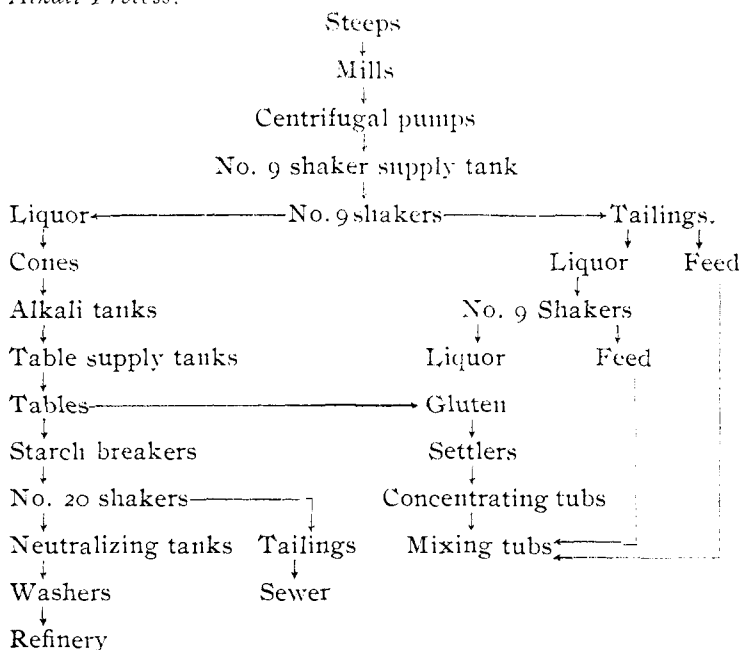 Alkali Process.
Steeps
Mills
Centrifugal pumps
No. 9 shaker supply tank
Liquor No. 9 shakers Tailings.
Cones Liquor Feed
Alkali tanks No. 9 Shakers
Table supply tanks Liquor Feed
Tables Gluten
Starch breakers Settlers
No. 20 shakers Concentrating tubs
Neutralizing tanks Tailings Mixing tubs
Washers Sewer
Refinery